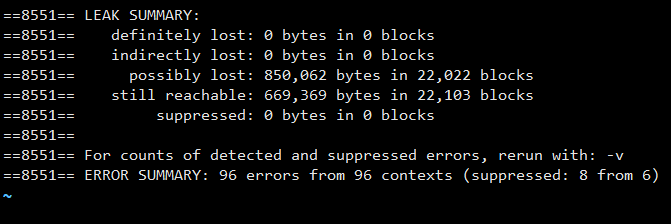 ==8551== LEAK SUMMARY:
==8551==    definitely lost: 0 bytes in 0 blocks
==8551==    indirectly lost: 0 bytes in 0 blocks
==8551==      possibly lost: 850,062 bytes in 22,022 blocks
==8551==    still reachable: 669,369 bytes in 22,103 blocks
==8551==         suppressed: 0 bytes in 0 blocks
==8551==
==8551== For counts of detected and suppressed errors, rerun with: -v
==8551== ERROR SUMMARY: 96 errors from 96 contexts (suppressed: 8 from 6)
~